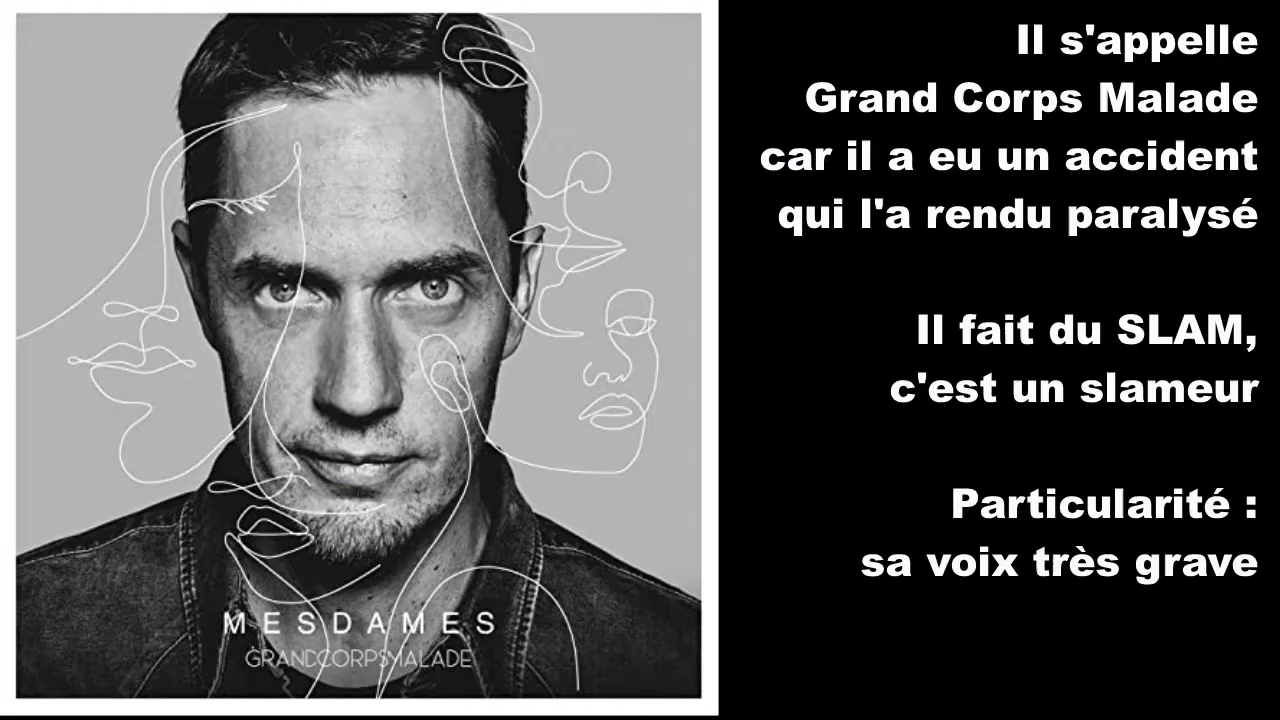 MESDAMES
GRANDCORPSMALADE
Il s'appelle
Grand Corps Malade
car il a eu un accident
qui l'a rendu paralysé
Il fait du SLAM,
c'est un slameur
Particularité :
sa voix très grave